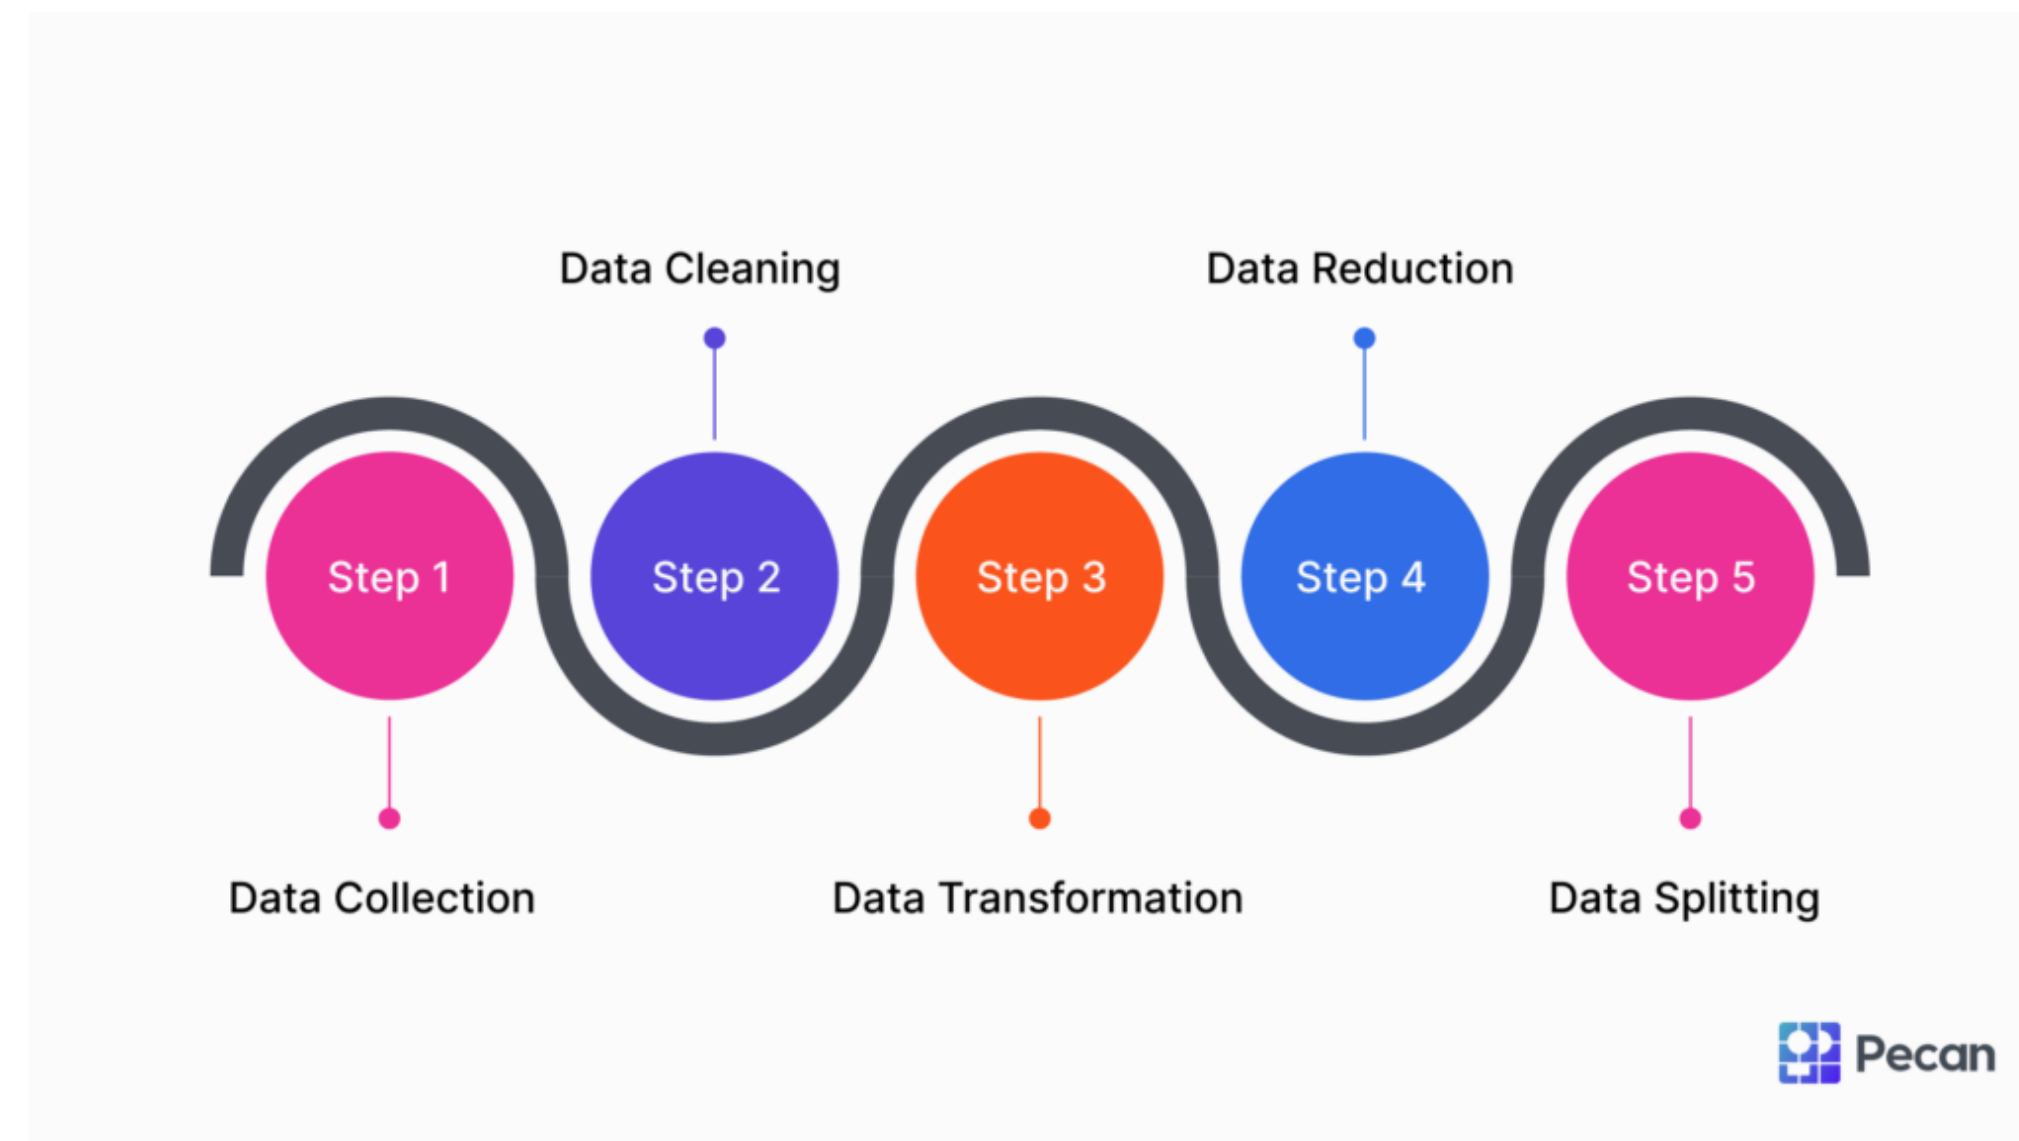 Data Cleaning
Data Reduction
Step 1
Step 2
Step 3
Step 4
Step 5
Data Collection
Data Transformation
Data Splitting
Pecan